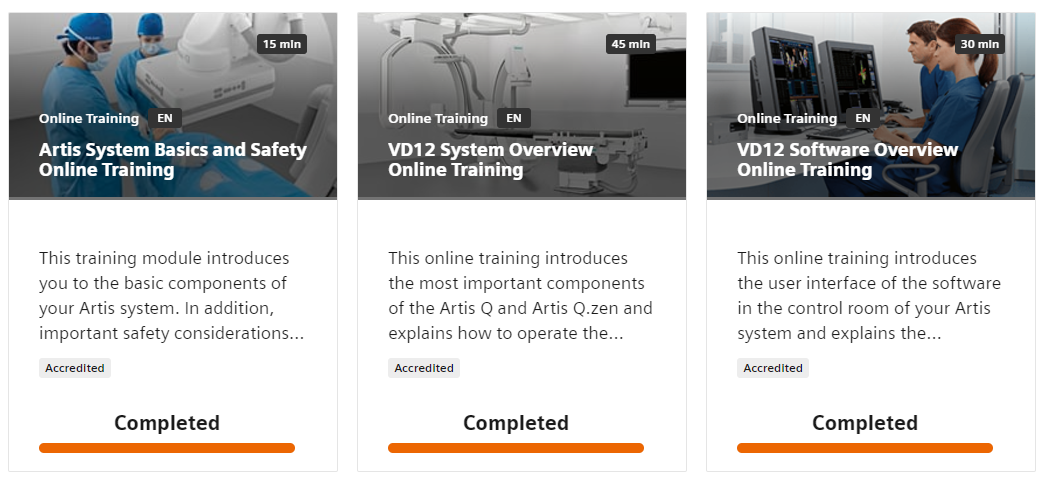 15 min
Online Training EN
Artis System Basics and Safety
Online Training
This training module introduces
you to the basic components of
your Artis system. In addition,
important safety considerations...
Accredited
Completed
45 min
Online Training EN
VD12 System Overview
Online Training
This online training introduces
the most important components
of the Artis Q and Artis Q.zen and
explains how to operate the...
Accredited
Completed
30 min
Online Training EN
VD12 Software Overview
Online Training
This online training introduces
the user interface of the software
in the control room of your Artis
system and explains the...
Accredited
Completed